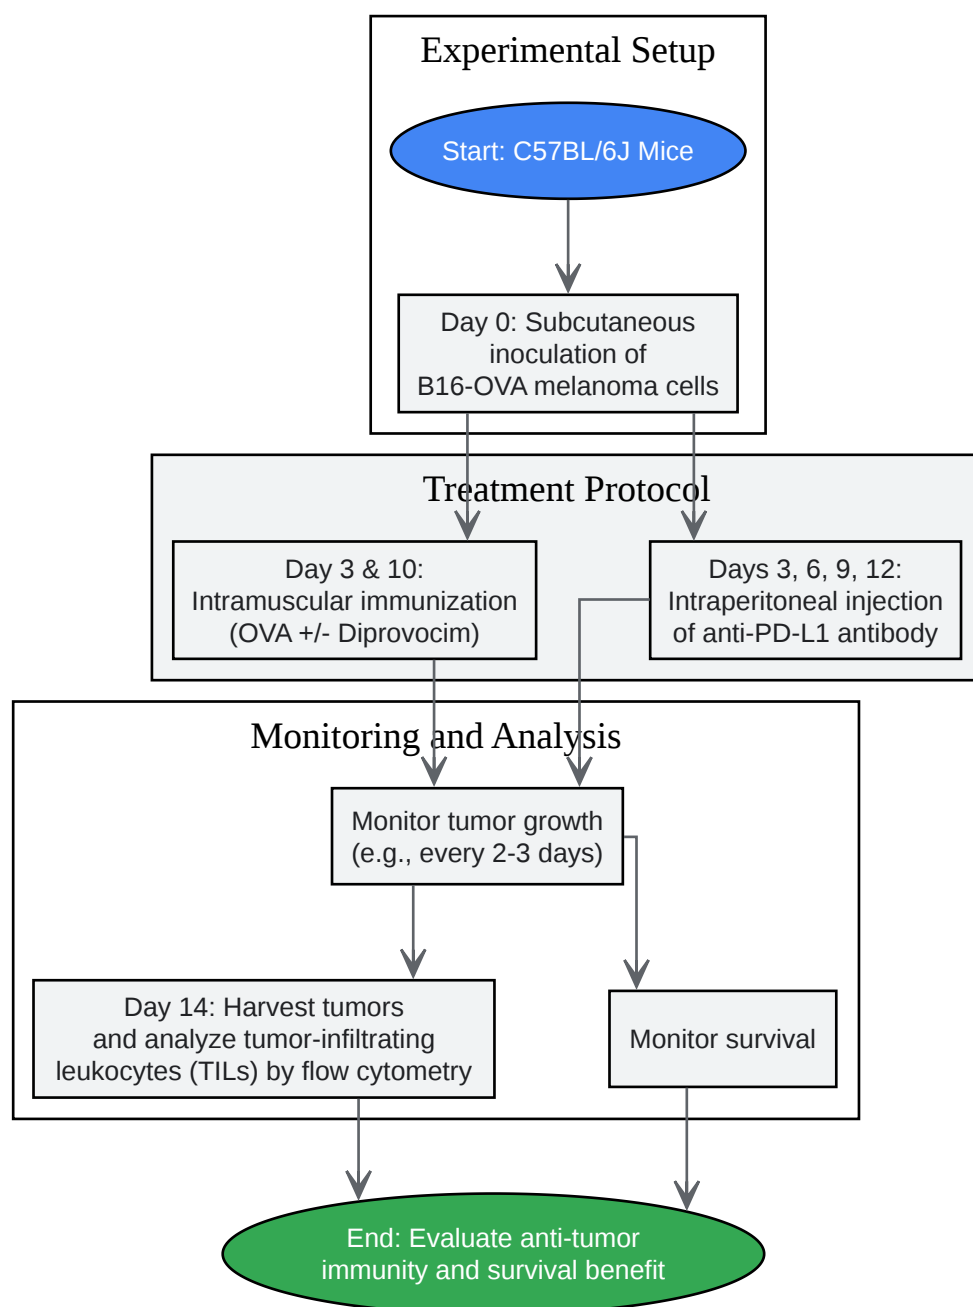 Experimental Setup
Start: C57BL/6J Mice
Day 0: Subcutaneous
inoculation of
B16-OVA melanoma cells
Treatment Protocol
Day 3 & 10:
Intramuscular immunization
(OVA +/- Diprovocim)
Days 3, 6, 9, 12:
Intraperitoneal injection
of anti-PD-L1 antibody
Monitoring and Analysis
Monitor tumor growth
(e.g., every 2-3 days)
Day 14: Harvest tumors
and analyze tumor-infiltrating
leukocytes (TILs) by flow cytometry
Monitor survival
End: Evaluate anti-tumor
immunity and survival benefit